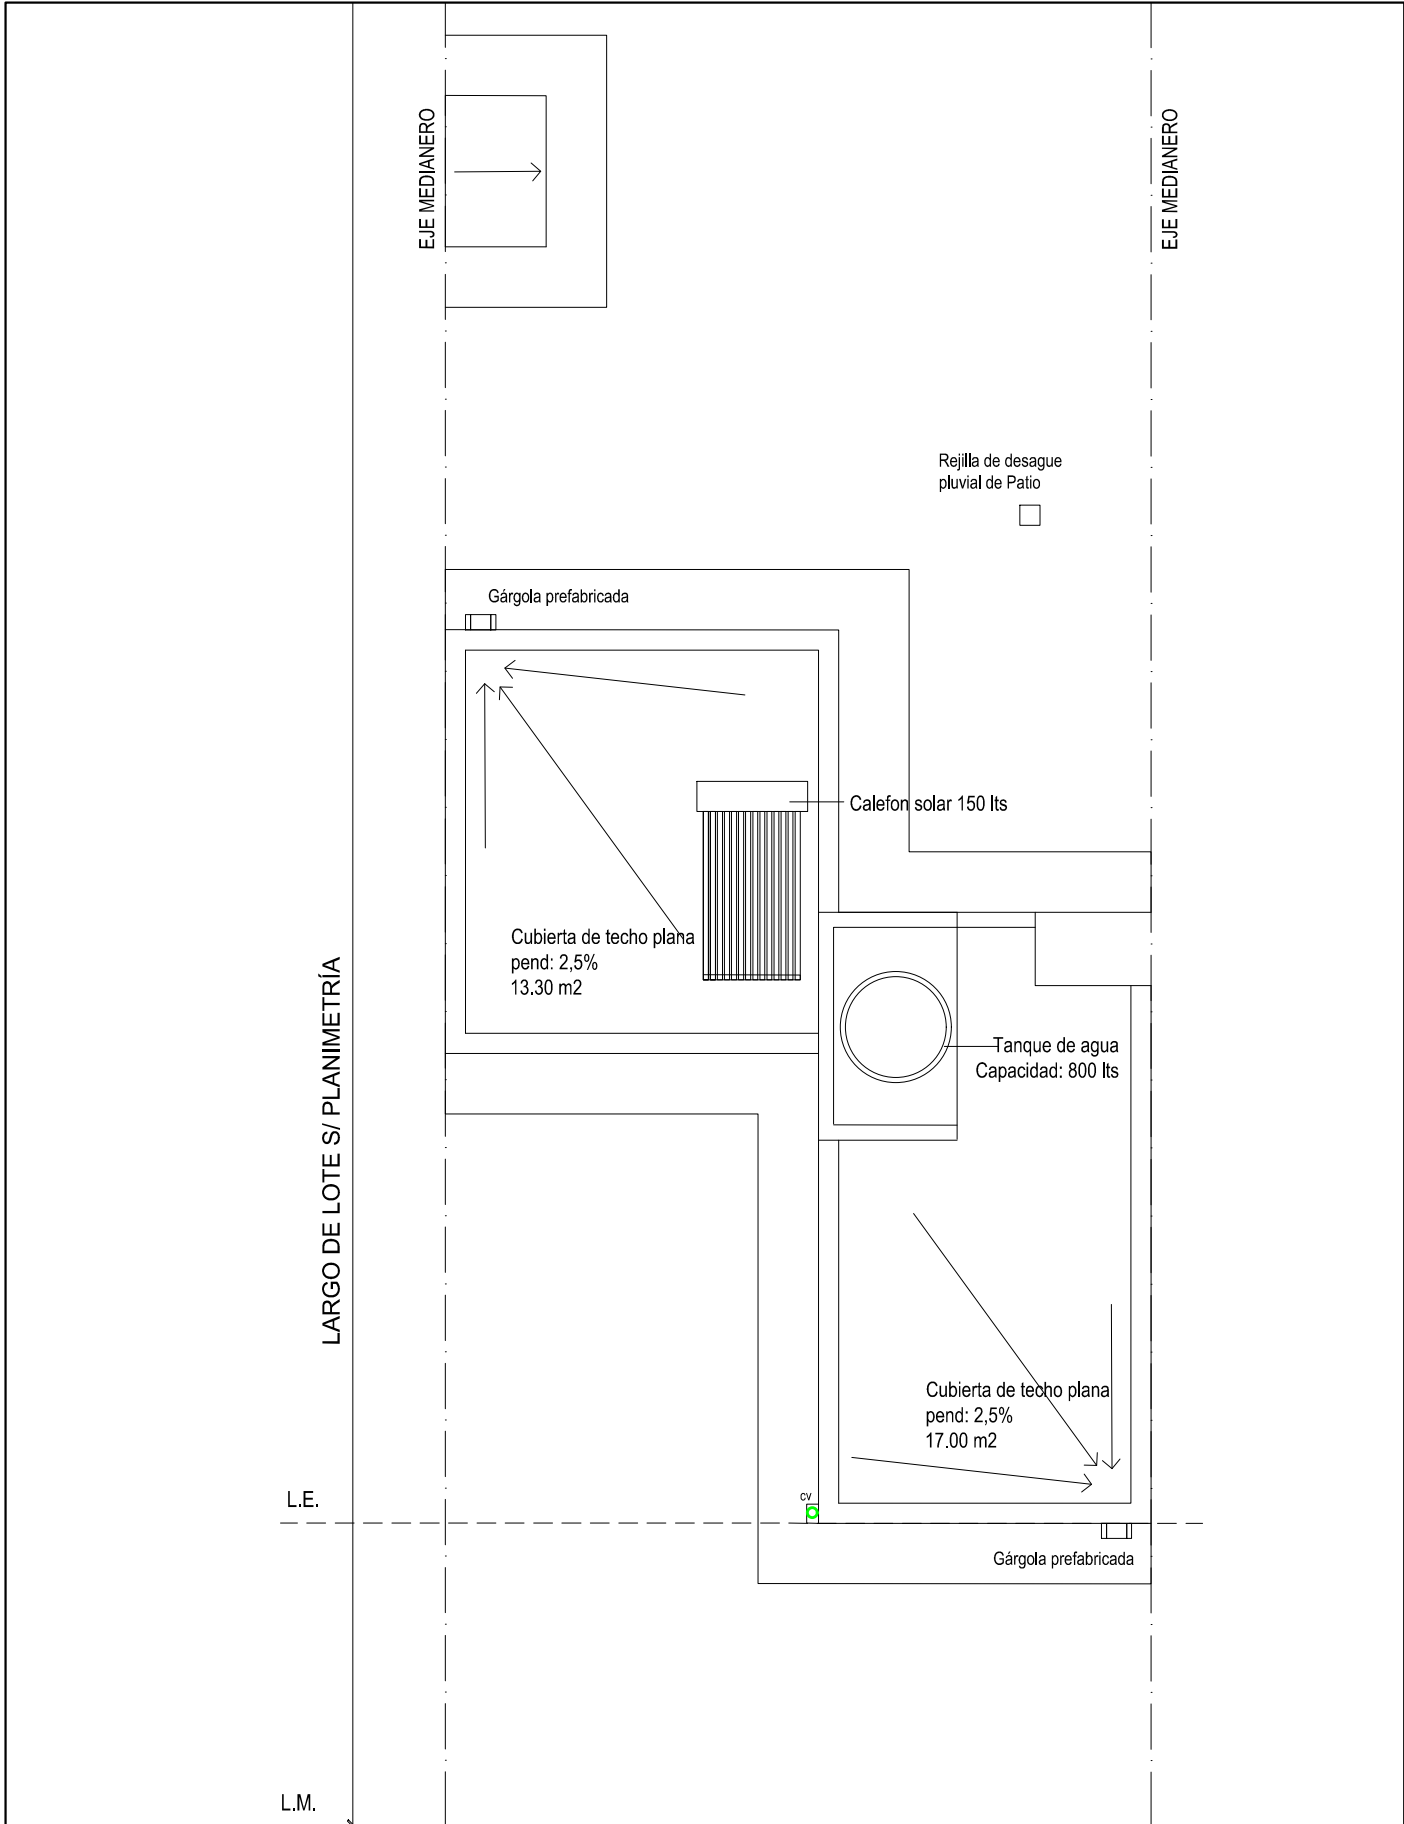 EJE MEDIANERO
EJE MEDIANERO
Rejilla de desague
pluvial de Patio
Gárgola prefabricada
Calefon solar 150 lts
Cubierta de techo plana
pend: 2,5%
13.30 m2
LARGO DE LOTE S/ PLANIMETRÍA
Tanque de agua
Capacidad: 800 lts
Cubierta de techo plana
pend: 2,5%
17.00 m2
L.E.
cv
Gárgola prefabricada
L.M.